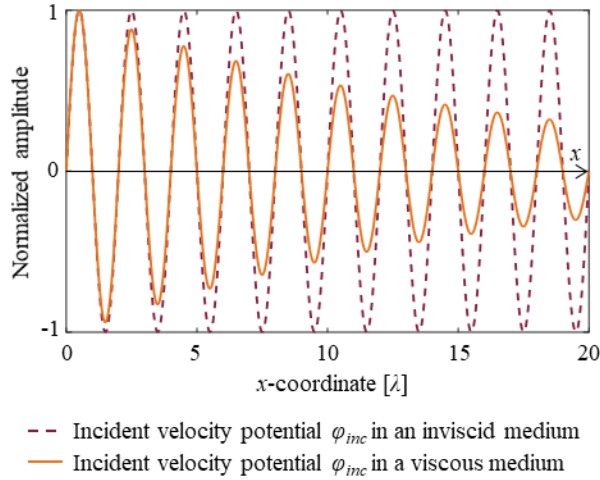 Normalized amplitude
1
0
-1
x
0
5
10
15
20
x-coordinate [λ]
Incident velocity potential φinc in an inviscid medium
Incident velocity potential φinc in a viscous medium